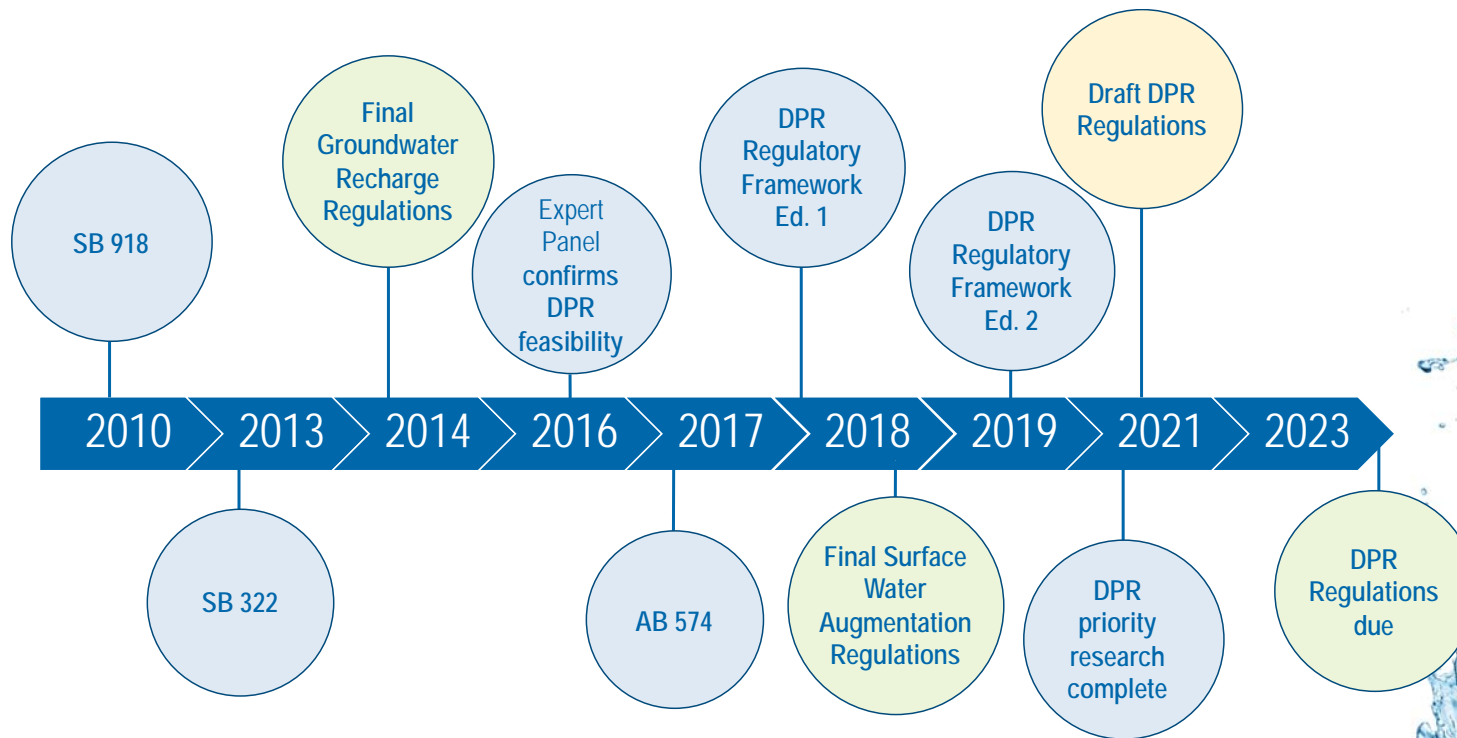 SB 918
Final
Groundwater
Recharge
Regulations
Expert
Panel
confirms
DPR
feasibility
DPR
Regulatory
Framework
Ed. 1
DPR
Regulatory
Framework
Ed. 2
Draft DPR
Regulations
2010
2013
2014
2016
2017
2018
2019
2021
2023
SB 322
AB 574
Final Surface
Water
Augmentation
Regulations
DPR
priority
research
complete
DPR
Regulations
due